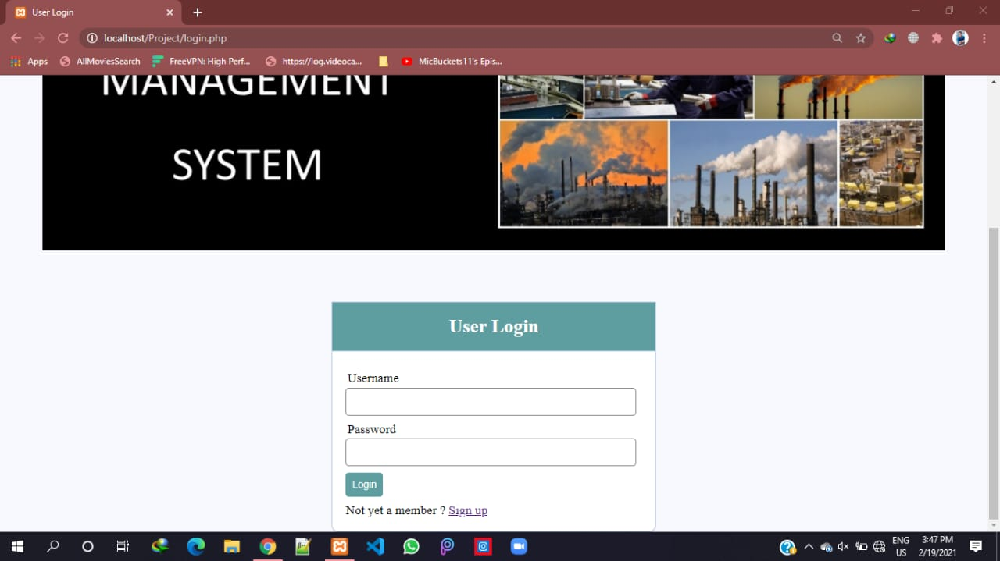 User Login
localhost/Project/login.php
Apps
AllMoviesSearch
FreeVPN: High Perf...
https://log.videoca...
MicBuckets11's Epis...
MANAGEMENT
SYSTEM
User Login
Username
Password
Login
Not yet a member ? Sign up
ENG
US
3:47 PM
2/19/2021